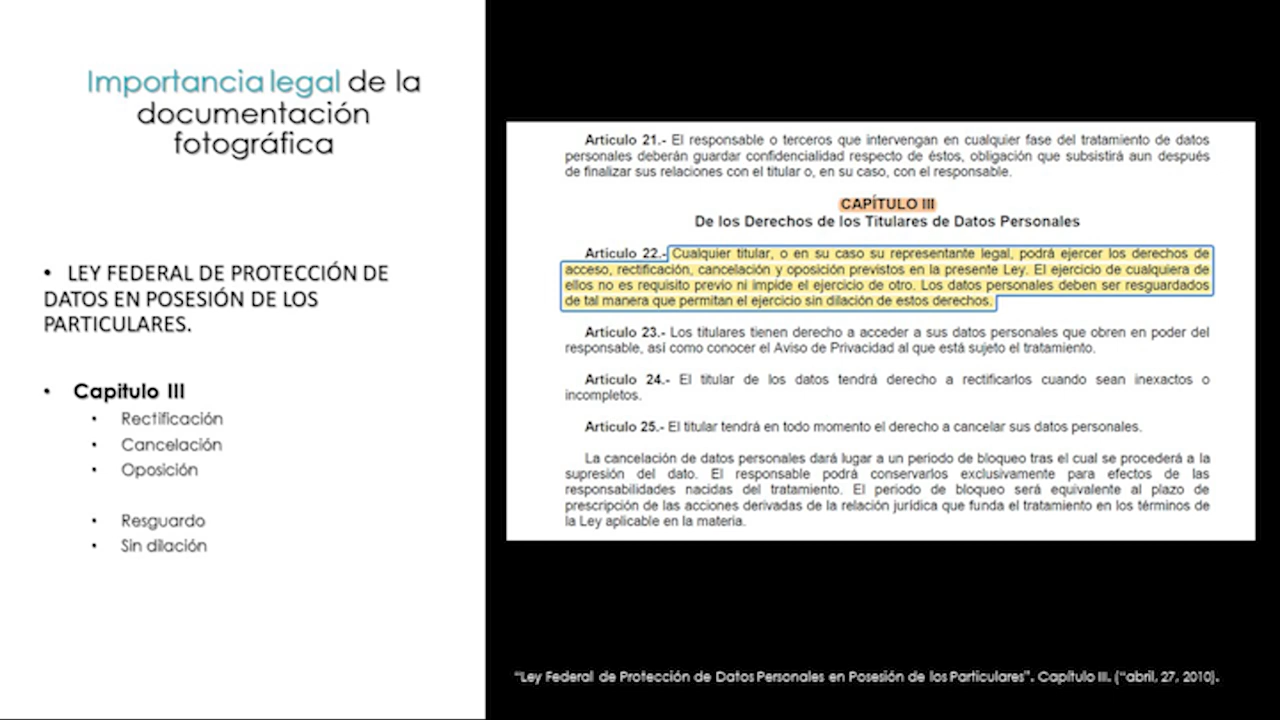 Importancia legal de la
documentación
fotográfica
• LEY FEDERAL DE PROTECCIÓN DE
DATOS EN POSESIÓN DE LOS
PARTICULARES.
• Capitulo III
• Rectificación
• Cancelación
• Oposición
• Resguardo
• Sin dilación
Articulo 21.- El responsable o terceros que intervengan en cualquier fase del tratamiento de datos
personales deberán guardar confidencialidad respecto de éstos, obligación que subsistirá aun después
de finalizar sus relaciones con el titular o, en su caso, con el responsable.
CAPÍTULO III
De los Derechos de los Titulares de Datos Personales
Articulo 22.- Cualquier titular, o en su caso su representante legal, podrá ejercer los derechos de
acceso, rectificación, cancelación y oposición previstos en la presente Ley. El ejercicio de cualquiera de
ellos no es requisito previo ni impide el ejercicio de otro. Los datos personales deben ser resguardados
de tal manera que permitan el ejercicio sin dilación de estos derechos.
Articulo 23.- Los titulares tienen derecho a acceder a sus datos personales que obren en poder del
responsable, así como conocer el Aviso de Privacidad al que está sujeto el tratamiento.
Articulo 24.- El titular de los datos tendrá derecho a rectificarlos cuando sean inexactos o
incompletos.
Articulo 25.- El titular tendrá en todo momento el derecho a cancelar sus datos personales.
La cancelación de datos personales dará lugar a un periodo de bloqueo tras el cual se procederá a la
supresión del dato. El responsable podrá conservarlos exclusivamente para efectos de las
responsabilidades nacidas del tratamiento. El periodo de bloqueo será equivalente al plazo de
prescripción de las acciones derivadas de la relación jurídica que funda el tratamiento en los términos de
la Ley aplicable en la materia.
"Ley Federal de Protección de Datos Personales en Posesión de los Particulares". Capítulo III. ("abril, 27, 2010).